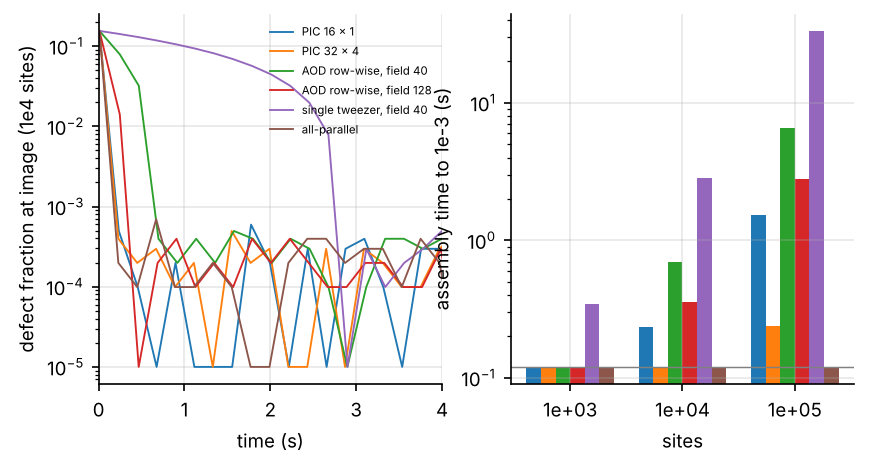 defect fraction at image (1e4 sites)
10⁻¹
10⁻²
10⁻³
10⁻⁴
10⁻⁵
PIC 16 × 1
PIC 32 × 4
AOD row-wise, field 40
AOD row-wise, field 128
single tweezer, field 40
all-parallel
0 1 2 3 4
time (s)
assembly time to 1e-3 (s)
10¹
10⁰
10⁻¹
1e+03 1e+04 1e+05
sites